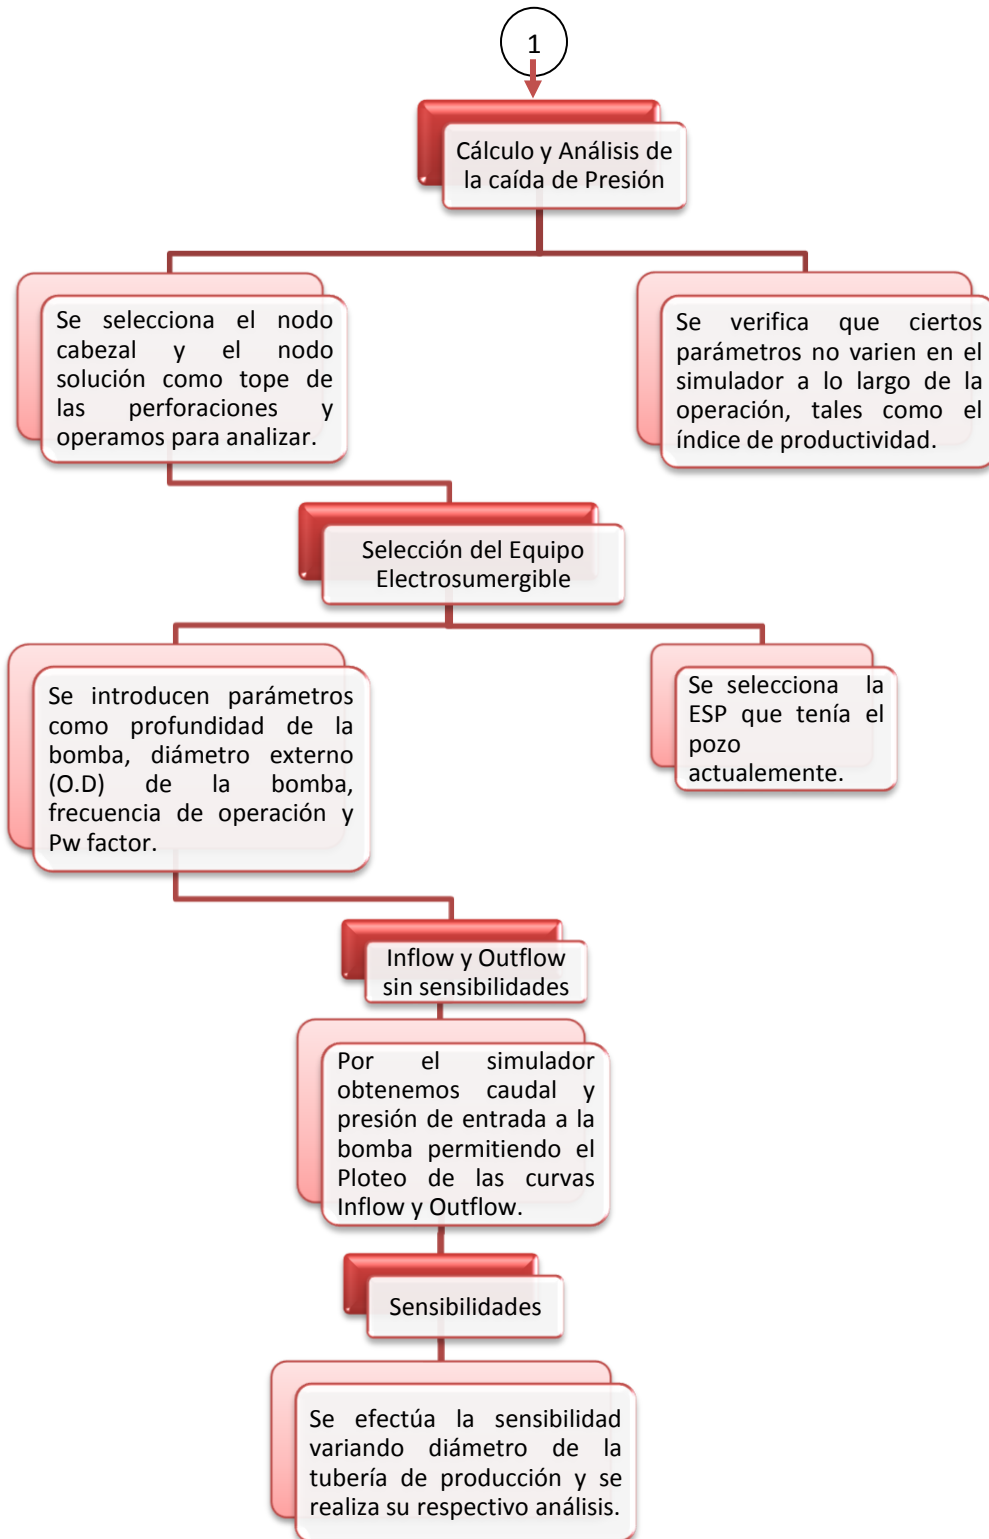 1
Cálculo y Análisis de
la caída de Presión
Se selecciona el nodo
cabezal y el nodo
solución como tope de
las perforaciones y
operamos para analizar.
Se verifica que ciertos
parámetros no varien en el
simulador a lo largo de la
operación, tales como el
índice de productividad.
Selección del Equipo
Electrosumergible
Se introducen parámetros
como profundidad de la
bomba, diámetro externo
(O.D) de la bomba,
frecuencia de operación y
Pw factor.
Se selecciona la
ESP que tenía el
pozo
actualemente.
Inflow y Outflow
sin sensibilidades
Por el simulador
obtenemos caudal y
presión de entrada a la
bomba permitiendo el
Ploteo de las curvas
Inflow y Outflow.
Sensibilidades
Se efectúa la sensibilidad
variando diámetro de la
tubería de producción y se
realiza su respectivo análisis.